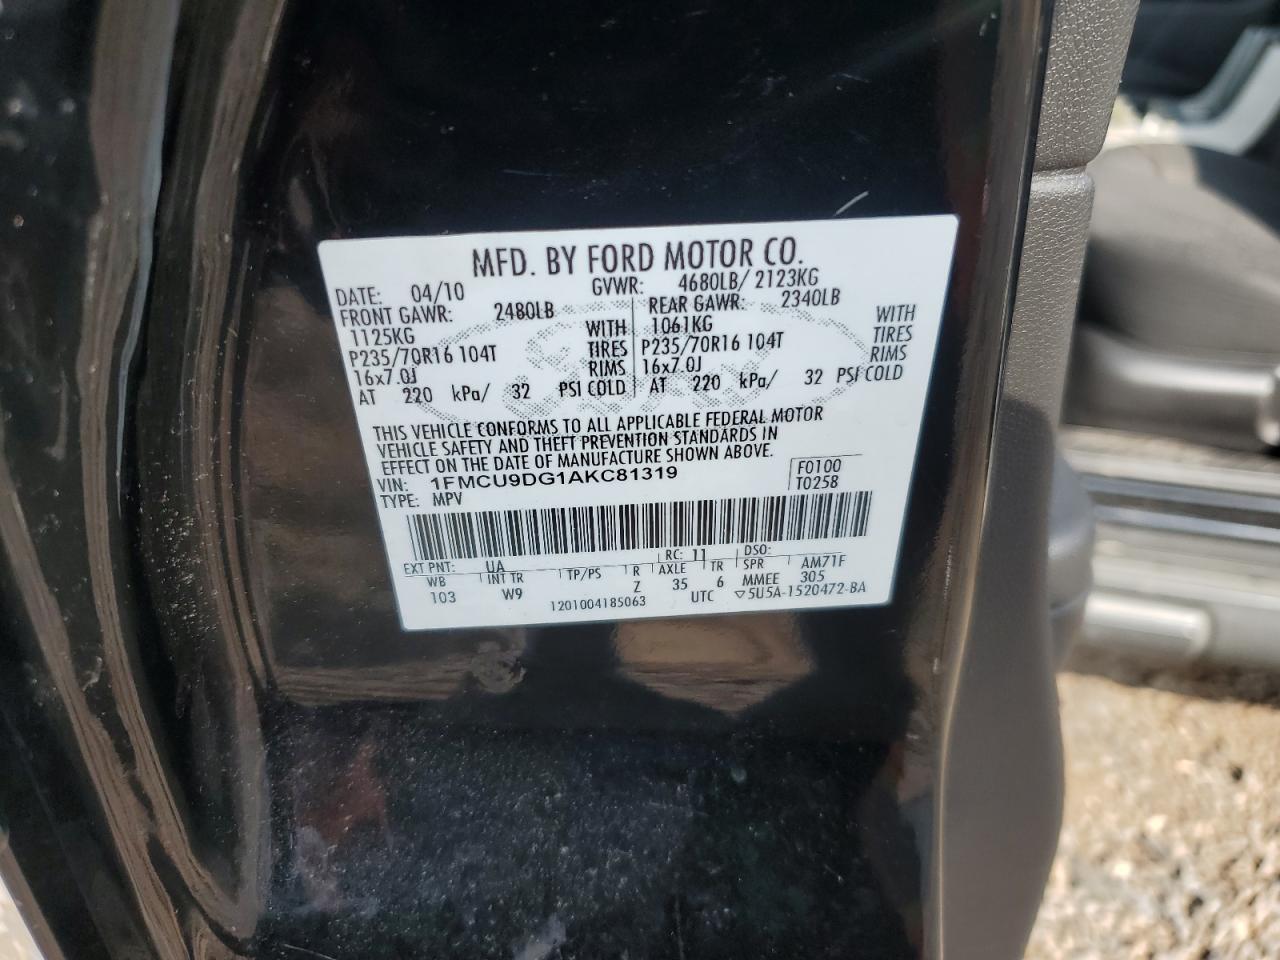 MFD. BY FORD MOTOR CO.
DATE: 04/10 GVWR: 4680LB/ 2123KG
FRONT GAWR: 2480LB REAR GAWR: 2340LB
1125KG WITH 1061KG WITH
P235/70R16 104T TIRES P235/70R16 104T TIRES
16x7.0J RIMS 16x7.0J RIMS
AT 220 kPa/ 32 PSI COLD AT 220 kPa/ 32 PSI COLD
THIS VEHICLE CONFORMS TO ALL APPLICABLE FEDERAL MOTOR
VEHICLE SAFETY AND THEFT PREVENTION STANDARDS IN
EFFECT ON THE DATE OF MANUFACTURE SHOWN ABOVE.
VIN: 1FMCU9DG1AKC81319 F0100
TYPE: MPV T0258
EXT PNT: UA RC: 11 DSO:
WB INT TR TP/PS R AXLE TR SPR AM71F
103 W9 Z 35 6 MMEE 305
1201004185063 UTC ▽5U5A-1520472-BA